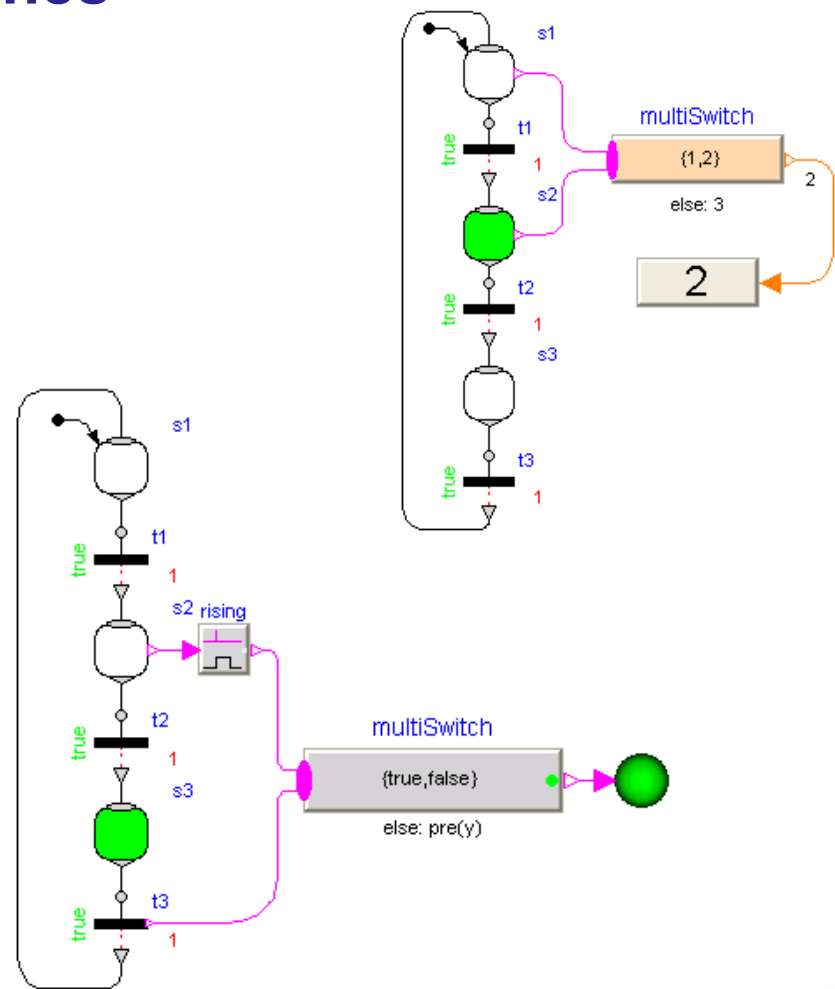 s1
t1
true
1
s2
t2
true
1
s3
t3
true
1
multiSwitch
{1,2}
2
else: 3
2
s1
t1
true
1
s2
rising
t2
true
1
s3
t3
true
1
multiSwitch
{true,false}
else: pre(y)